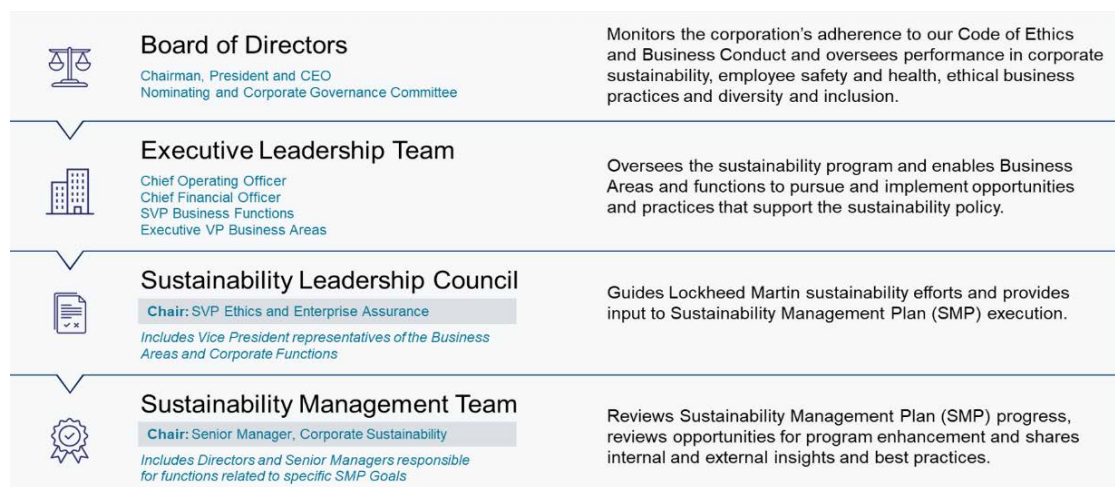 Board of Directors
Chairman, President and CEO
Nominating and Corporate Governance Committee
Monitors the corporation's adherence to our Code of Ethics
and Business Conduct and oversees performance in corporate
sustainability, employee safety and health, ethical business
practices and diversity and inclusion.
Executive Leadership Team
Chief Operating Officer
Chief Financial Officer
SVP Business Functions
Executive VP Business Areas
Oversees the sustainability program and enables Business
Areas and functions to pursue and implement opportunities
and practices that support the sustainability policy.
Sustainability Leadership Council
Chair: SVP Ethics and Enterprise Assurance
Includes Vice President representatives of the Business
Areas and Corporate Functions
Guides Lockheed Martin sustainability efforts and provides
input to Sustainability Management Plan (SMP) execution.
Sustainability Management Team
Chair: Senior Manager, Corporate Sustainability
Includes Directors and Senior Managers responsible
for functions related to specific SMP Goals
Reviews Sustainability Management Plan (SMP) progress,
reviews opportunities for program enhancement and shares
internal and external insights and best practices.